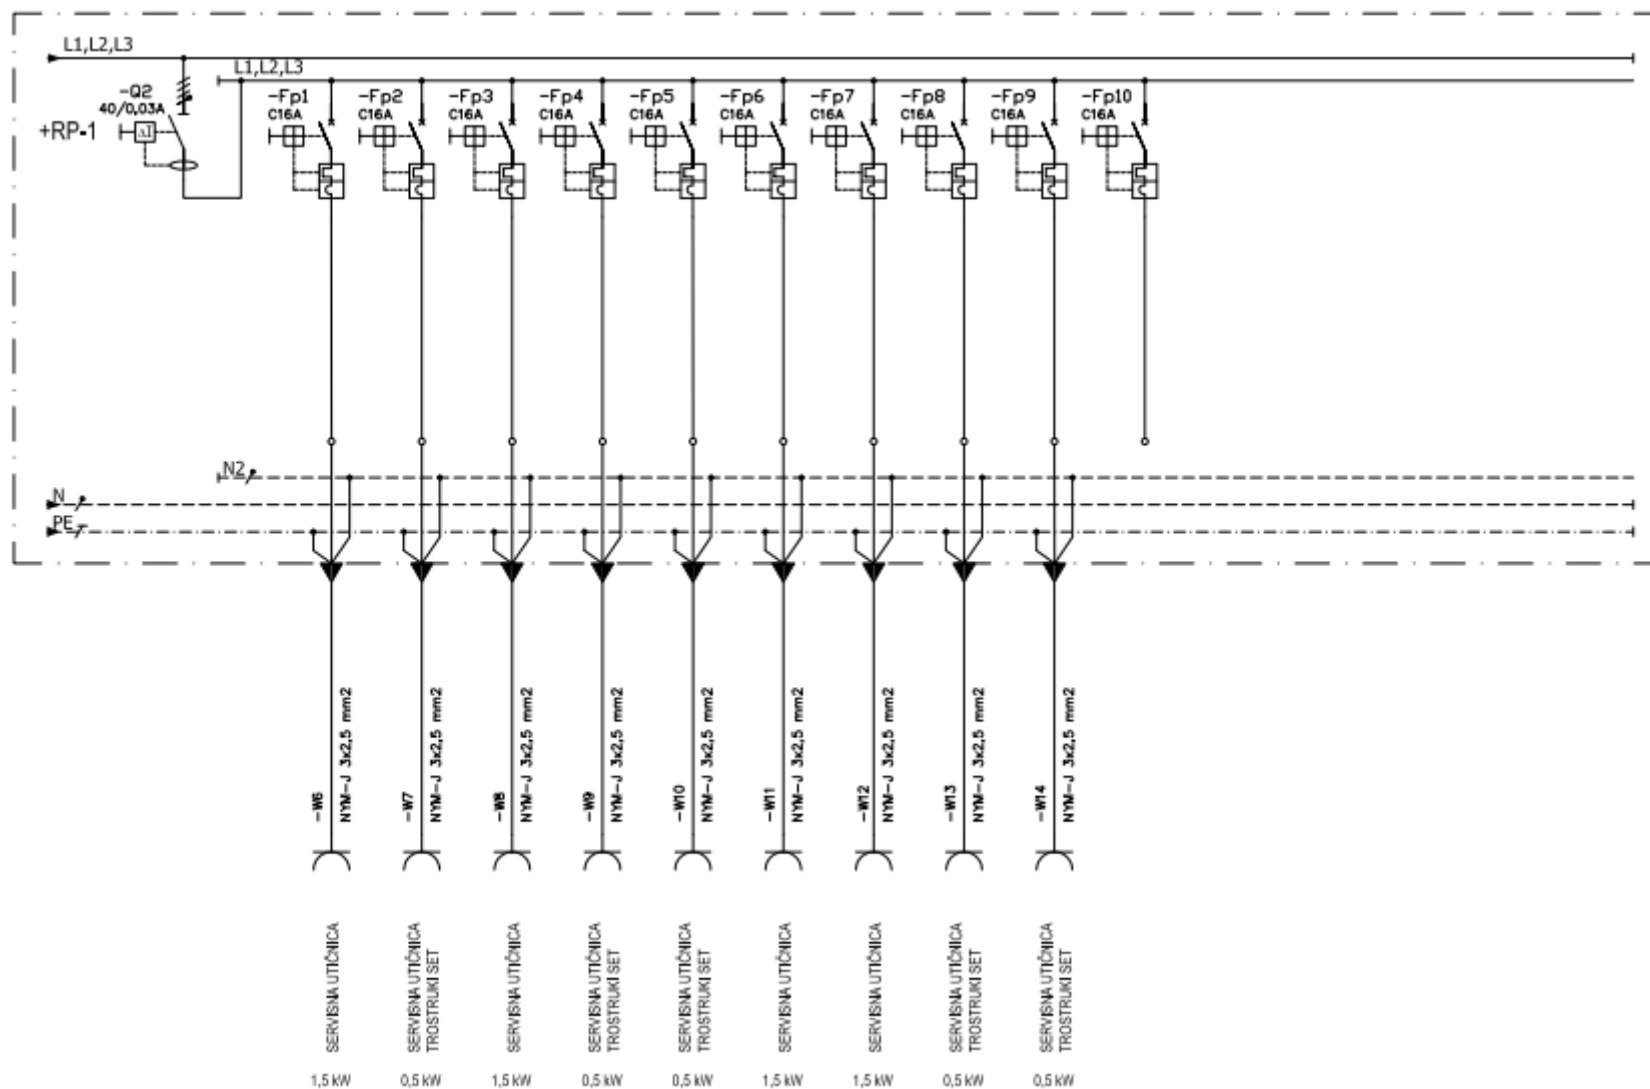 L1,L2,L3
L1,L2,L3
-Q2
40/0,03A
+RP-1
ΔI
-Fp1
C16A
-Fp2
C16A
-Fp3
C16A
-Fp4
C16A
-Fp5
C16A
-Fp6
C16A
-Fp7
C16A
-Fp8
C16A
-Fp9
C16A
-Fp10
C16A
N2
N
PE
-W6
NYM-J 3x2,5 mm2
-W7
NYM-J 3x2,5 mm2
-W8
NYM-J 3x2,5 mm2
-W9
NYM-J 3x2,5 mm2
-W10
NYM-J 3x2,5 mm2
-W11
NYM-J 3x2,5 mm2
-W12
NYM-J 3x2,5 mm2
-W13
NYM-J 3x2,5 mm2
-W14
NYM-J 3x2,5 mm2
SERVISNA UTIČNICA
SERVISNA UTIČNICA
TROSTRUKI SET
SERVISNA UTIČNICA
SERVISNA UTIČNICA
TROSTRUKI SET
SERVISNA UTIČNICA
TROSTRUKI SET
SERVISNA UTIČNICA
SERVISNA UTIČNICA
SERVISNA UTIČNICA
TROSTRUKI SET
SERVISNA UTIČNICA
TROSTRUKI SET
1,5 kW
0,5 kW
1,5 kW
0,5 kW
0,5 kW
1,5 kW
1,5 kW
0,5 kW
0,5 kW